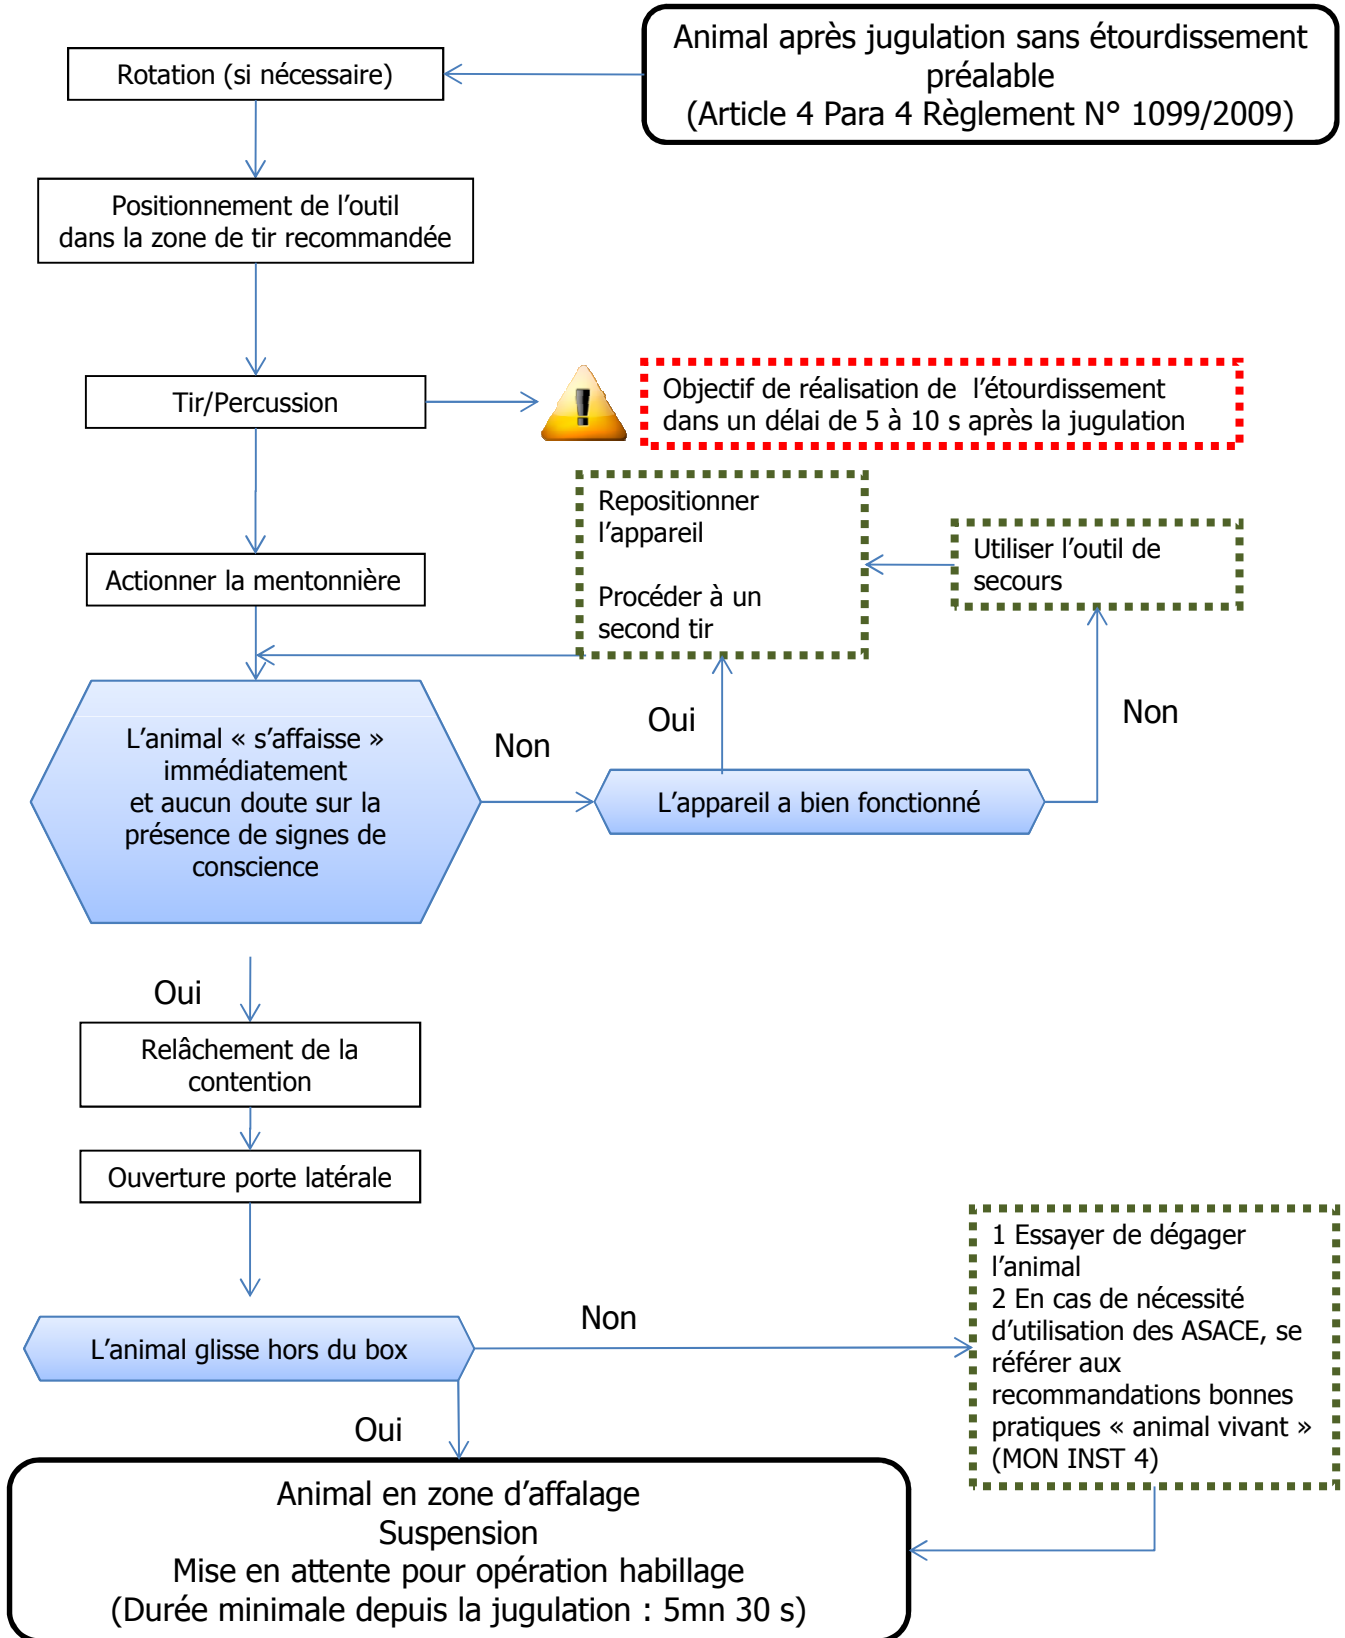 Animal après jugulation sans étourdissement
préalable
(Article 4 Para 4 Règlement N° 1099/2009)
Rotation (si nécessaire)
Positionnement de l’outil
dans la zone de tir recommandée
Tir/Percussion
!
Objectif de réalisation de l’étourdissement
dans un délai de 5 à 10 s après la jugulation
Actionner la mentonnière
Repositionner
l’appareil
Procéder à un
second tir
Utiliser l’outil de
secours
L’animal « s’affaisse »
immédiatement
et aucun doute sur la
présence de signes de
conscience
Non
Oui
Non
L’appareil a bien fonctionné
Oui
Relâchement de la
contention
Ouverture porte latérale
L’animal glisse hors du box
Non
1 Essayer de dégager
l’animal
2 En cas de nécessité
d’utilisation des ASACE, se
référer aux
recommandations bonnes
pratiques « animal vivant »
(MON INST 4)
Oui
Animal en zone d’affalage
Suspension
Mise en attente pour opération habillage
(Durée minimale depuis la jugulation : 5mn 30 s)